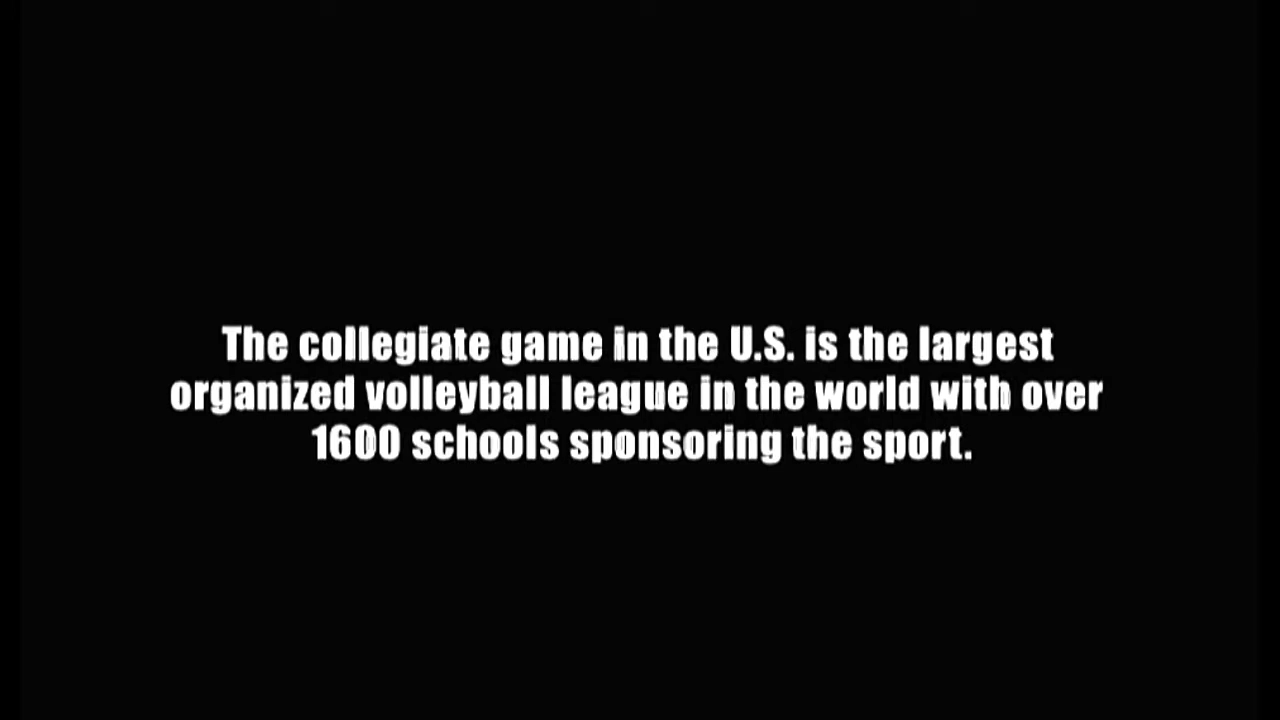 The collegiate game in the U.S. is the largest
organized volleyball league in the world with over
1600 schools sponsoring the sport.